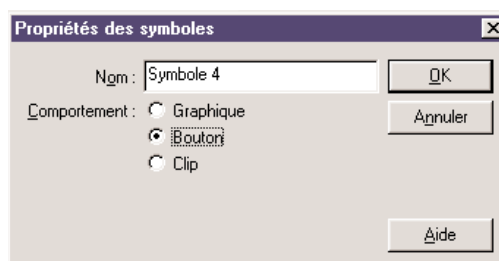 Propriétés des symboles
Nom : Symbole 4
OK
Comportement : Graphique
Annuler
Bouton
Clip
Aide